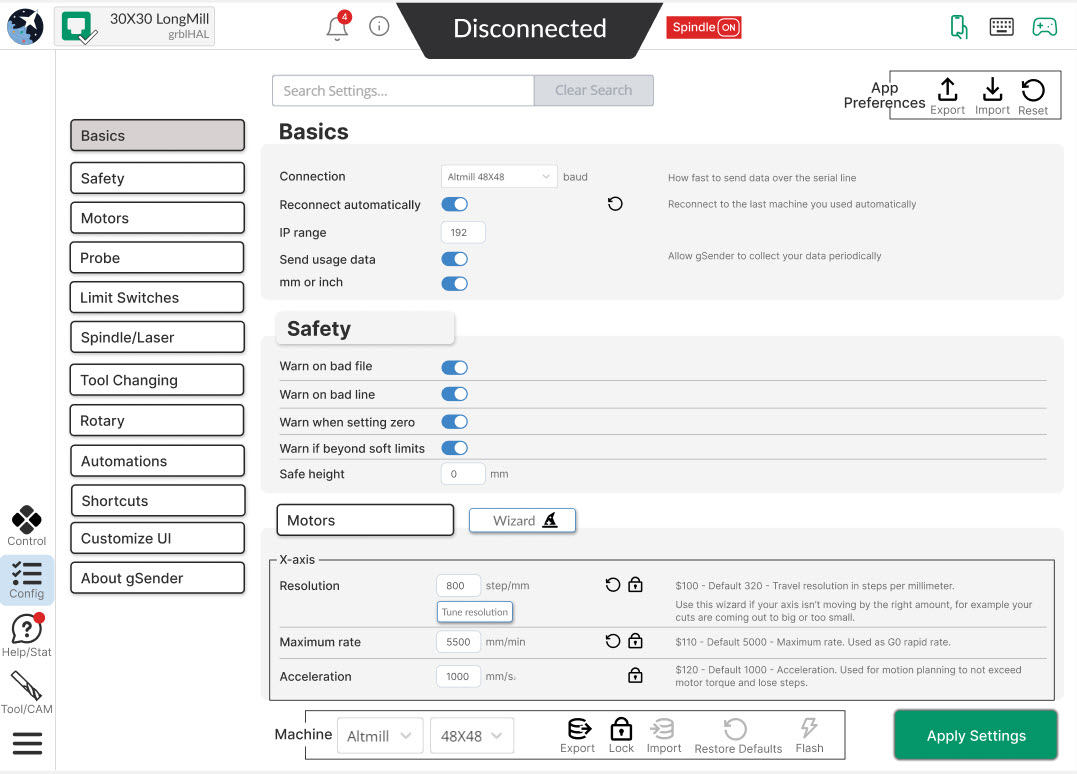 30X30 LongMill
grblHAL
4
Disconnected
Spindle ON
Search Settings...
Clear Search
App
Preferences
Export
Import
Reset
Basics
Safety
Motors
Probe
Limit Switches
Spindle/Laser
Tool Changing
Rotary
Automations
Shortcuts
Customize UI
About gSender
Control
Config
Help/Stat
Tool/CAM
Basics
Connection Altmill 48X48 baud How fast to send data over the serial line
Reconnect automatically Reconnect to the last machine you used automatically
IP range 192
Send usage data Allow gSender to collect your data periodically
mm or inch
Safety
Warn on bad file
Warn on bad line
Warn when setting zero
Warn if beyond soft limits
Safe height 0 mm
Motors Wizard
X-axis
Resolution 800 step/mm $100 - Default 320 - Travel resolution in steps per millimeter.
Tune resolution
Use this wizard if your axis isn't moving by the right amount, for example your
cuts are coming out to big or too small.
Maximum rate 5500 mm/min $110 - Default 5000 - Maximum rate. Used as G0 rapid rate.
Acceleration 1000 mm/s. $120 - Default 1000 - Acceleration. Used for motion planning to not exceed
motor torque and lose steps.
Machine Altmill 48X48
Export
Lock
Import
Restore Defaults
Flash
Apply Settings